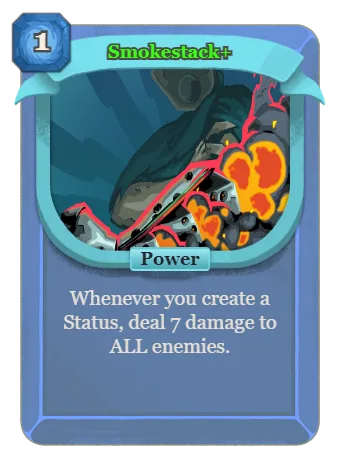 1
Smokestack+
Power
Whenever you create a
Status, deal 7 damage to
ALL enemies.